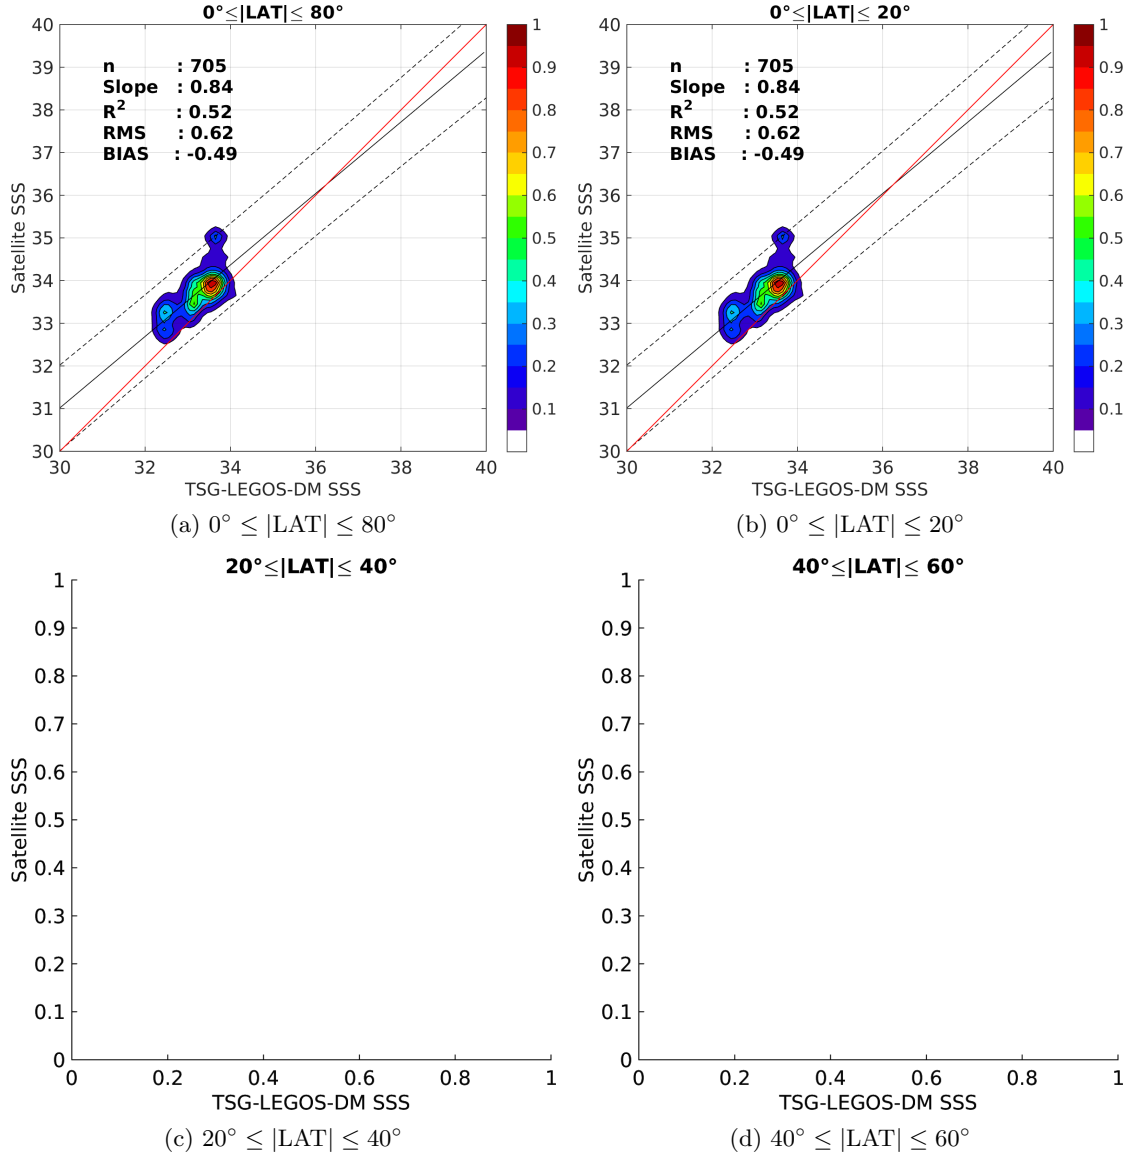 0°≤|LAT|≤ 80°
40
39
38
37
36
35
34
33
32
31
30
Satellite SSS
n : 705
Slope : 0.84
R2 : 0.52
RMS : 0.62
BIAS : -0.49
30 32 34 36 38 40
TSG-LEGOS-DM SSS
1
0.9
0.8
0.7
0.6
0.5
0.4
0.3
0.2
0.1
(a) 0° ≤ |LAT| ≤ 80°
0°≤|LAT|≤ 20°
40
39
38
37
36
35
34
33
32
31
30
Satellite SSS
n : 705
Slope : 0.84
R2 : 0.52
RMS : 0.62
BIAS : -0.49
30 32 34 36 38 40
TSG-LEGOS-DM SSS
1
0.9
0.8
0.7
0.6
0.5
0.4
0.3
0.2
0.1
(b) 0° ≤ |LAT| ≤ 20°
20°≤|LAT|≤ 40°
1
0.9
0.8
0.7
0.6
0.5
0.4
0.3
0.2
0.1
0
Satellite SSS
0 0.2 0.4 0.6 0.8 1
TSG-LEGOS-DM SSS
(c) 20° ≤ |LAT| ≤ 40°
40°≤|LAT|≤ 60°
1
0.9
0.8
0.7
0.6
0.5
0.4
0.3
0.2
0.1
0
Satellite SSS
0 0.2 0.4 0.6 0.8 1
TSG-LEGOS-DM SSS
(d) 40° ≤ |LAT| ≤ 60°